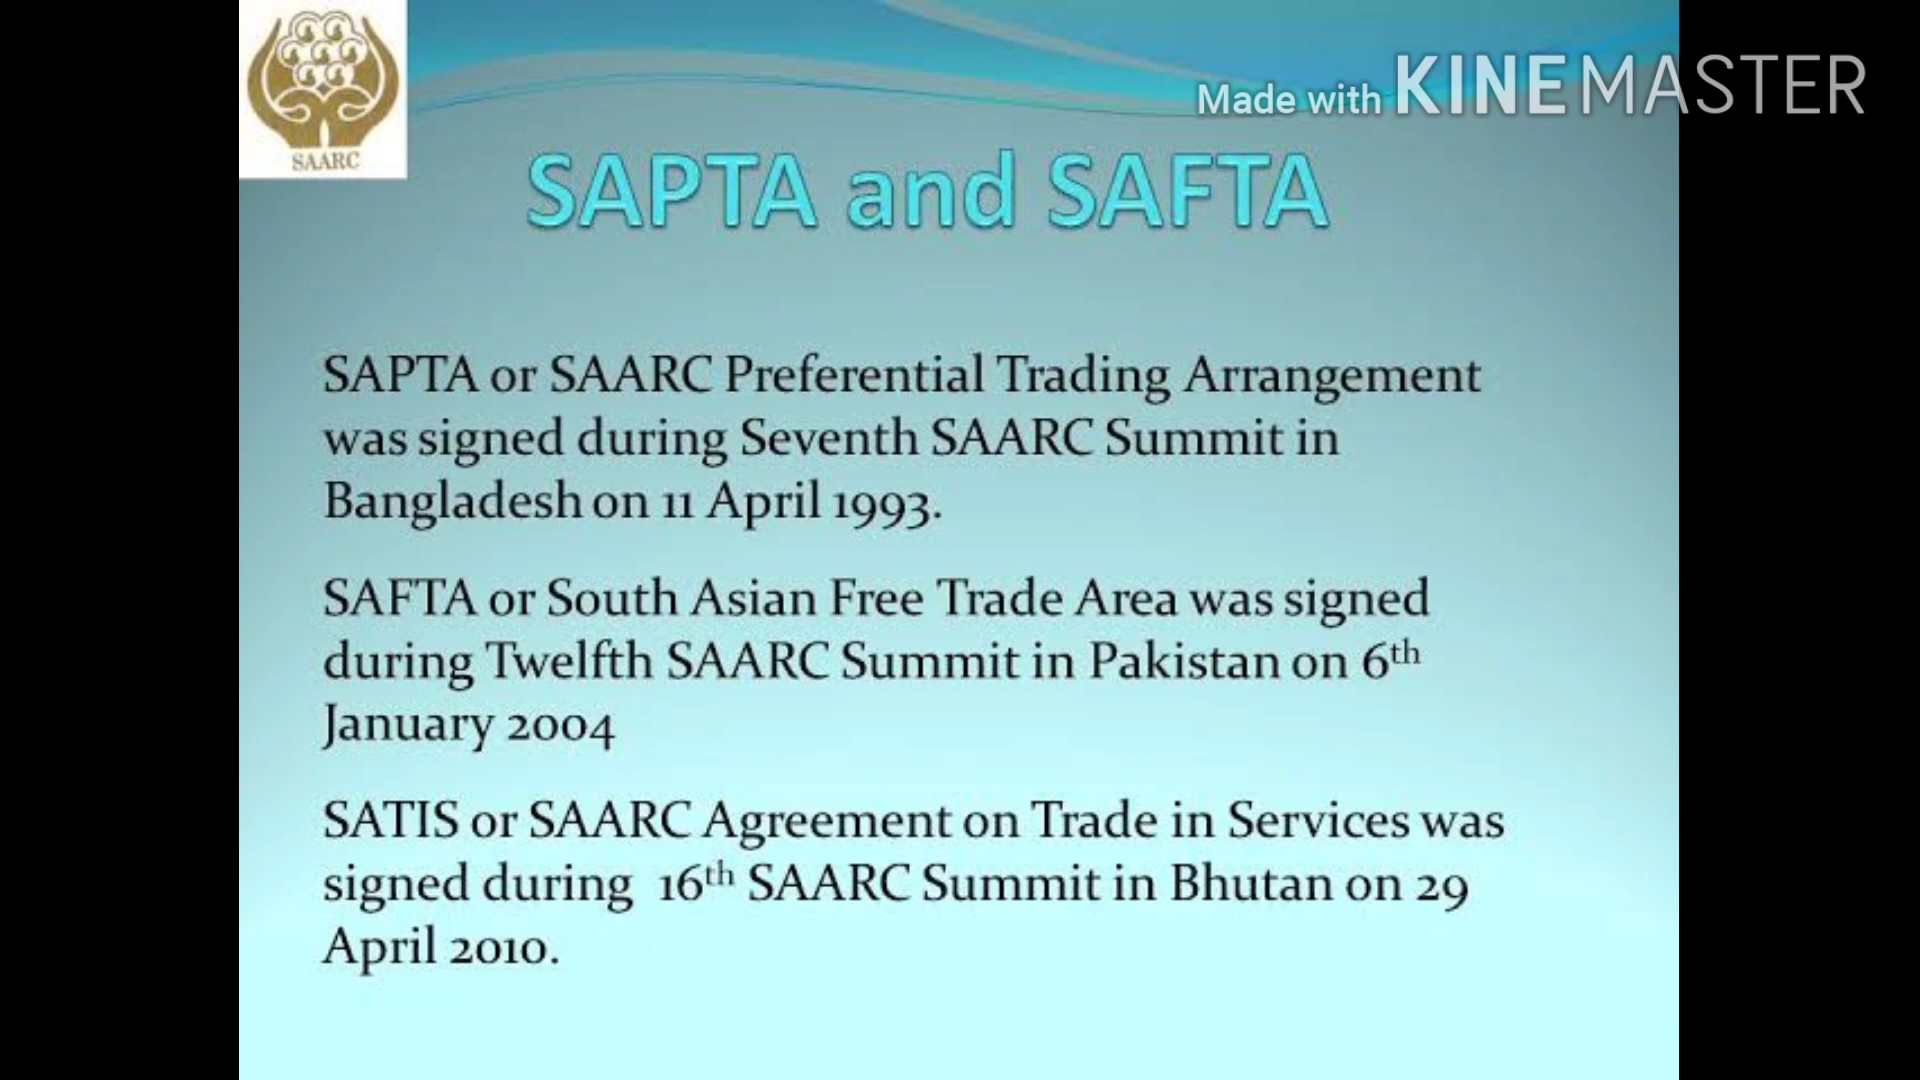 SAARC
Made with KINEMASTER
SAPTA and SAFTA
SAPTA or SAARC Preferential Trading Arrangement
was signed during Seventh SAARC Summit in
Bangladesh on 11 April 1993.
SAFTA or South Asian Free Trade Area was signed
during Twelfth SAARC Summit in Pakistan on 6th
January 2004
SATIS or SAARC Agreement on Trade in Services was
signed during 16th SAARC Summit in Bhutan on 29
April 2010.